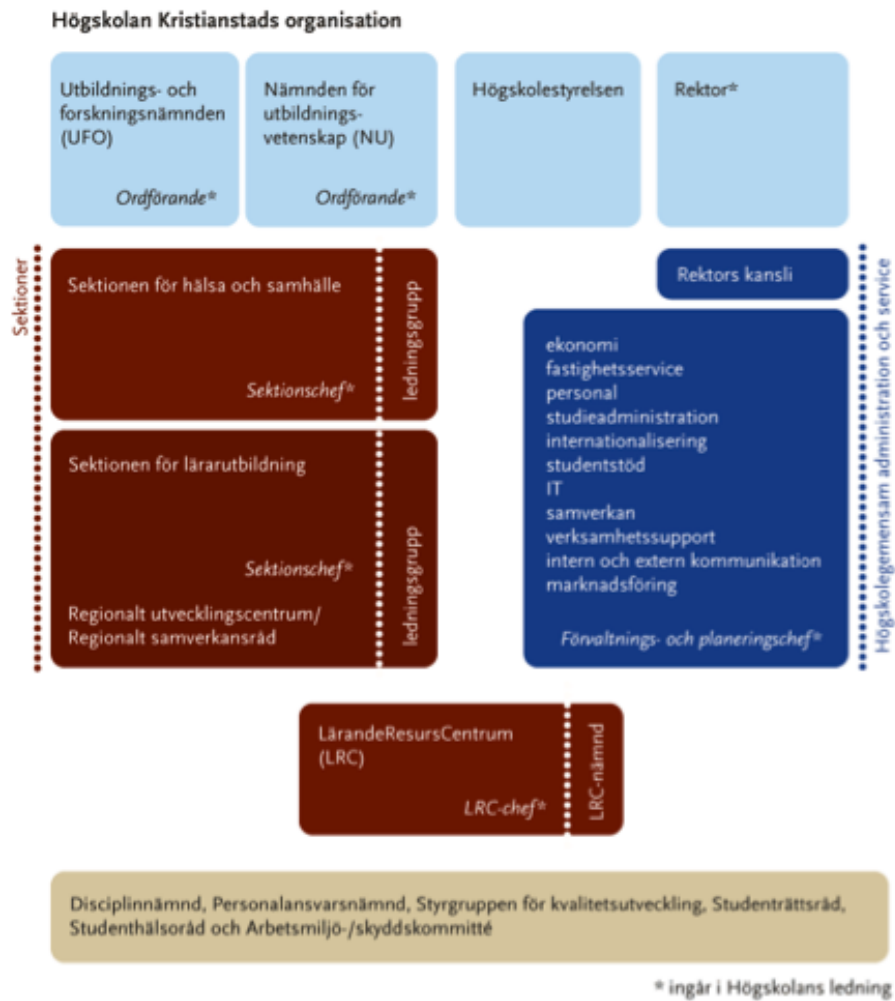 Högskolan Kristianstads organisation
Utbildnings- och
forskningsnämnden
(UFO)
Ordförande*
Nämnden för
utbildnings-
vetenskap (NU)
Ordförande*
Högskolestyrelsen
Rektor*
Sektioner
Sektionen för hälsa och samhälle
Sektionschef*
ledningsgrupp
Sektionen för lärarutbildning
Sektionschef*
Regionalt utvecklingscentrum/
Regionalt samverkansråd
ledningsgrupp
Rektors kansli
ekonomi
fastighetsservice
personal
studieadministration
internationalisering
studentstöd
IT
samverkan
verksamhetssupport
intern och extern kommunikation
marknadsföring
Förvaltnings- och planeringschef*
Högskolegemensam administration och service
LärandeResursCentrum
(LRC)
LRC-chef*
LRC-nämnd
Disciplinnämnd, Personalansvarsnämnd, Styrgruppen för kvalitetsutveckling, Studenträttsråd,
Studenthälsoråd och Arbetsmiljö-/skyddskommitté
* ingår i Högskolans ledning